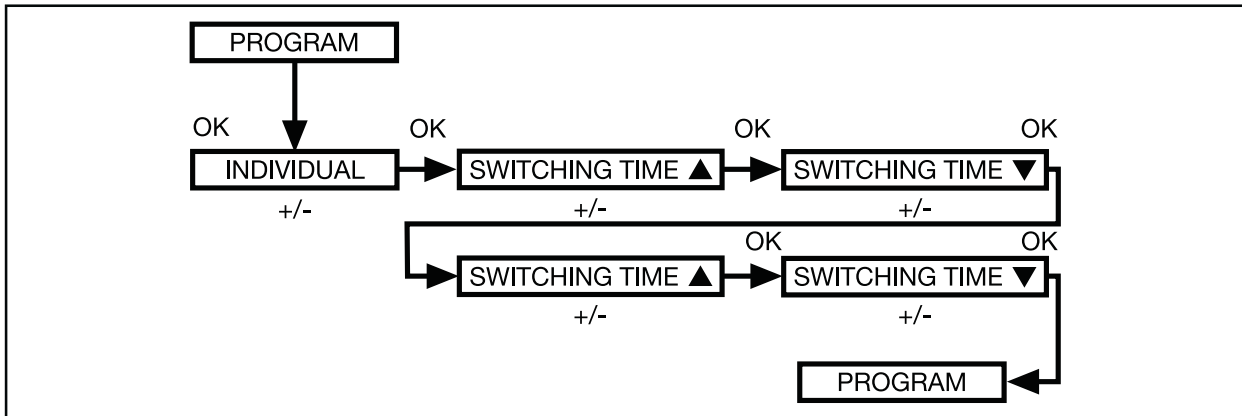 PROGRAM
OK OK OK OK
INDIVIDUAL SWITCHING TIME ▲ SWITCHING TIME ▼
+/- +/- +/-
OK OK
SWITCHING TIME ▲ SWITCHING TIME ▼
+/- +/-
PROGRAM